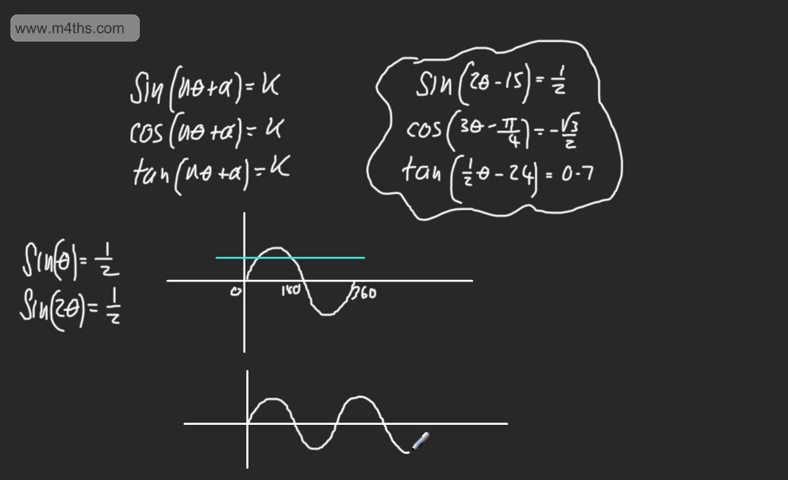 www.m4ths.com
Sin(nθ+α)=K
cos(nθ+α)=K
tan(nθ+α)=K
Sin(2θ-15)=1/2
cos(3θ-π/4)=-√3/2
tan(1/2θ-24)=0.7
Sin(θ)=1/2
Sin(2θ)=1/2
0 180 360